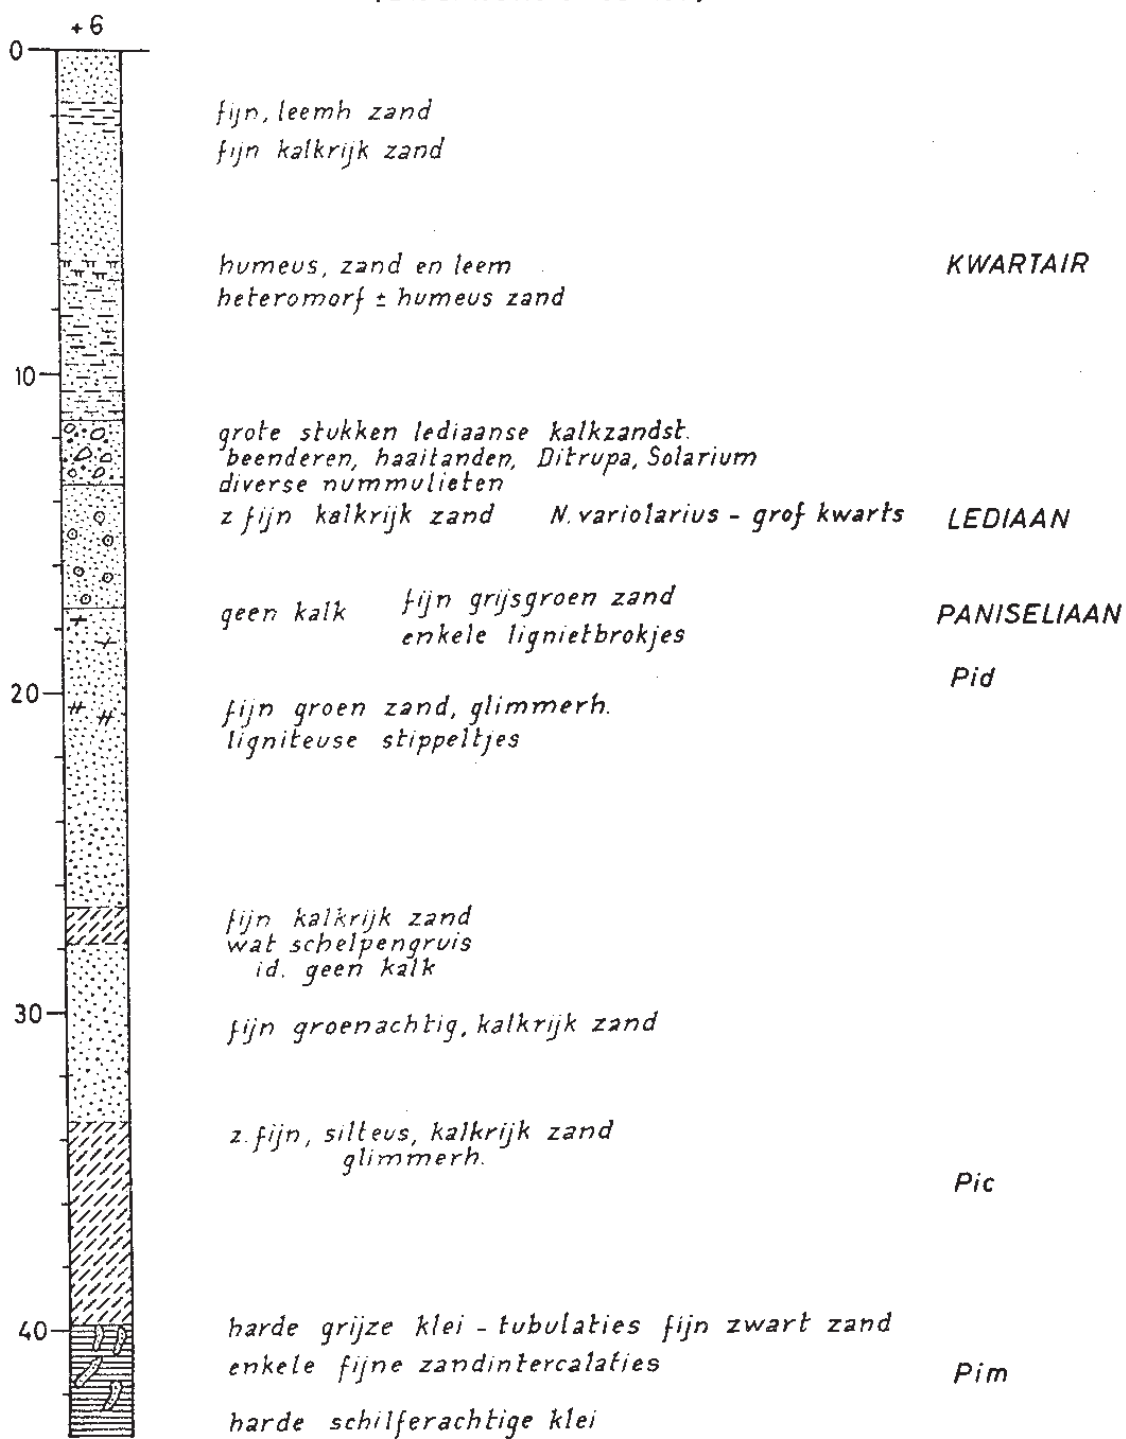 +6
0
fijn, leemh zand
fijn kalkrijk zand
humeus, zand en leem KWARTAIR
heteromorf ± humeus zand
10
grote stukken lediaanse kalkzandst.
beenderen, haaitanden, Ditrupa, Solarium
diverse nummulieten
z fijn kalkrijk zand N. variolarius - grof kwarts LEDIAAN
geen kalk fijn grijsgroen zand PANISELIAAN
enkele lignietbrokjes
Pid
20
fijn groen zand, glimmerh.
ligniteuse stippeltjes
fijn kalkrijk zand
wat schelpengruis
id. geen kalk
30
fijn groenachtig, kalkrijk zand
z. fijn, silteus, kalkrijk zand
glimmerh.
Pic
40
harde grijze klei - tubulaties fijn zwart zand
enkele fijne zandintercalaties
Pim
harde schilferachtige klei